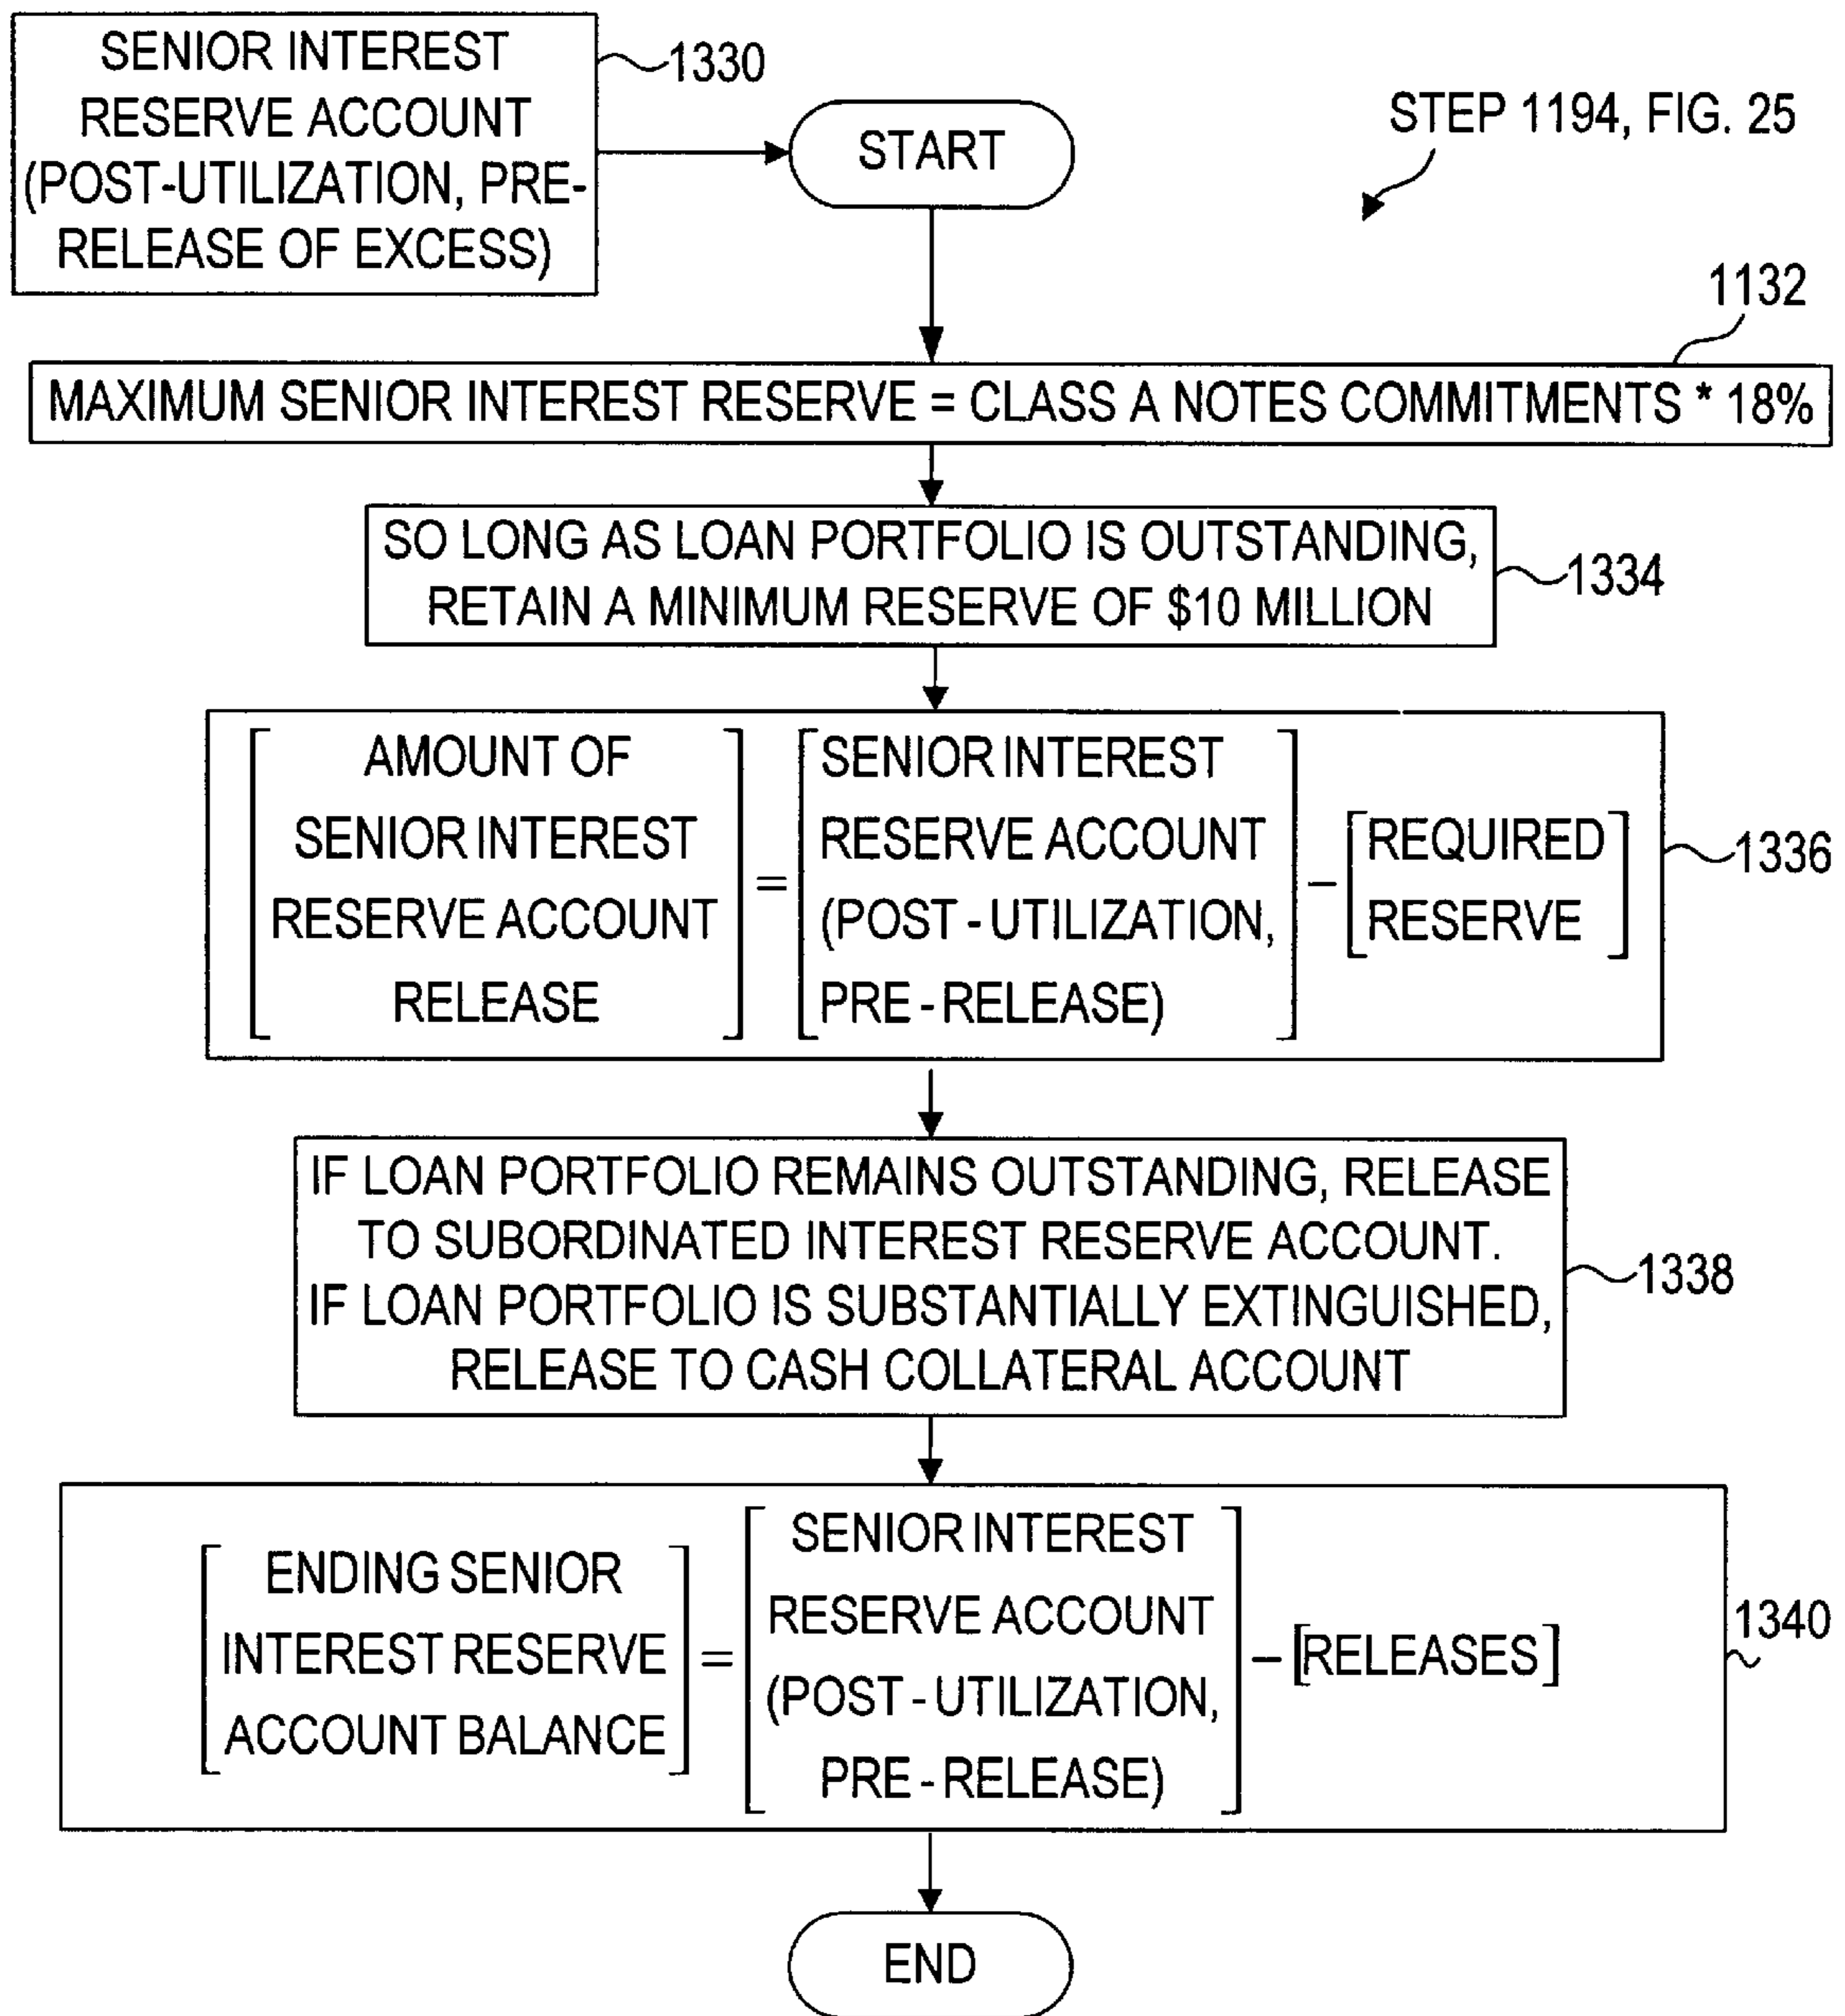 SENIOR INTEREST
RESERVE ACCOUNT
(POST-UTILIZATION, PRE-
RELEASE OF EXCESS)
1330
START
STEP 1194, FIG. 25
1132
MAXIMUM SENIOR INTEREST RESERVE = CLASS A NOTES COMMITMENTS * 18%
SO LONG AS LOAN PORTFOLIO IS OUTSTANDING,
RETAIN A MINIMUM RESERVE OF $10 MILLION
1334
[AMOUNT OF
SENIOR INTEREST
RESERVE ACCOUNT
RELEASE]
=
[SENIOR INTEREST
RESERVE ACCOUNT
(POST - UTILIZATION,
PRE - RELEASE)]
-
[REQUIRED
RESERVE]
1336
IF LOAN PORTFOLIO REMAINS OUTSTANDING, RELEASE
TO SUBORDINATED INTEREST RESERVE ACCOUNT.
IF LOAN PORTFOLIO IS SUBSTANTIALLY EXTINGUISHED,
RELEASE TO CASH COLLATERAL ACCOUNT
1338
[ENDING SENIOR
INTEREST RESERVE
ACCOUNT BALANCE]
=
[SENIOR INTEREST
RESERVE ACCOUNT
(POST - UTILIZATION,
PRE - RELEASE)]
- [RELEASES]
1340
END